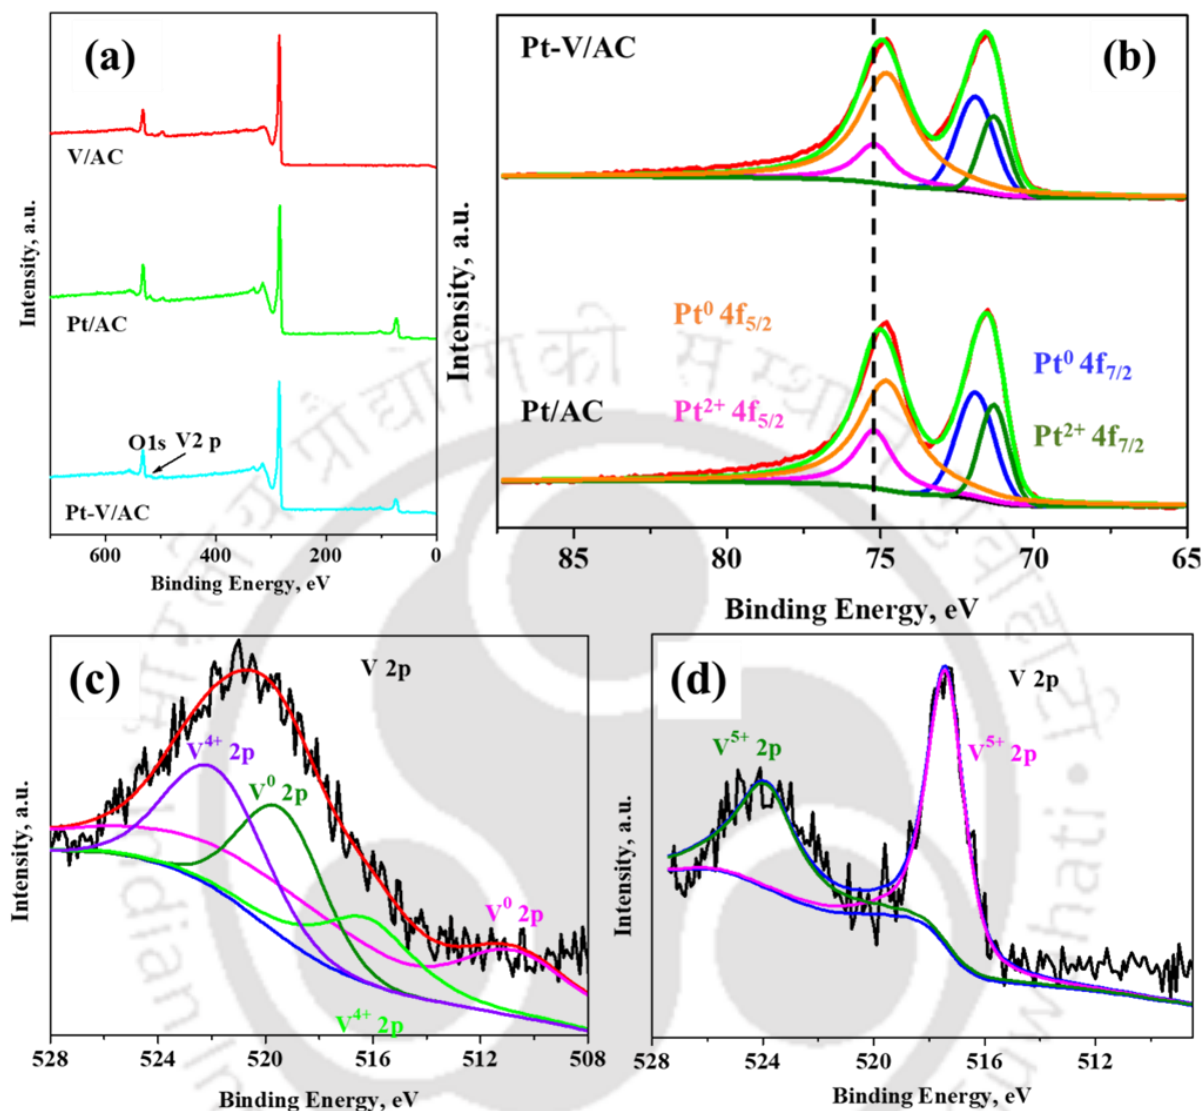 (a)
V/AC
Pt/AC
O1s V2 p
Pt-V/AC
Intensity, a.u.
600 400 200 0
Binding Energy, eV
(b)
Pt-V/AC
Pt⁰ 4f5/2
Pt⁰ 4f7/2
Pt/AC
Pt²⁺ 4f5/2
Pt²⁺ 4f7/2
Intensity, a.u.
85 80 75 70 65
Binding Energy, eV
(c)
V 2p
V⁴⁺ 2p
V⁰ 2p
V⁰ 2p
V⁴⁺ 2p
Intensity, a.u.
528 524 520 516 512 508
Binding Energy, eV
(d)
V 2p
V⁵⁺ 2p
V⁵⁺ 2p
Intensity, a.u.
528 524 520 516 512
Binding Energy, eV